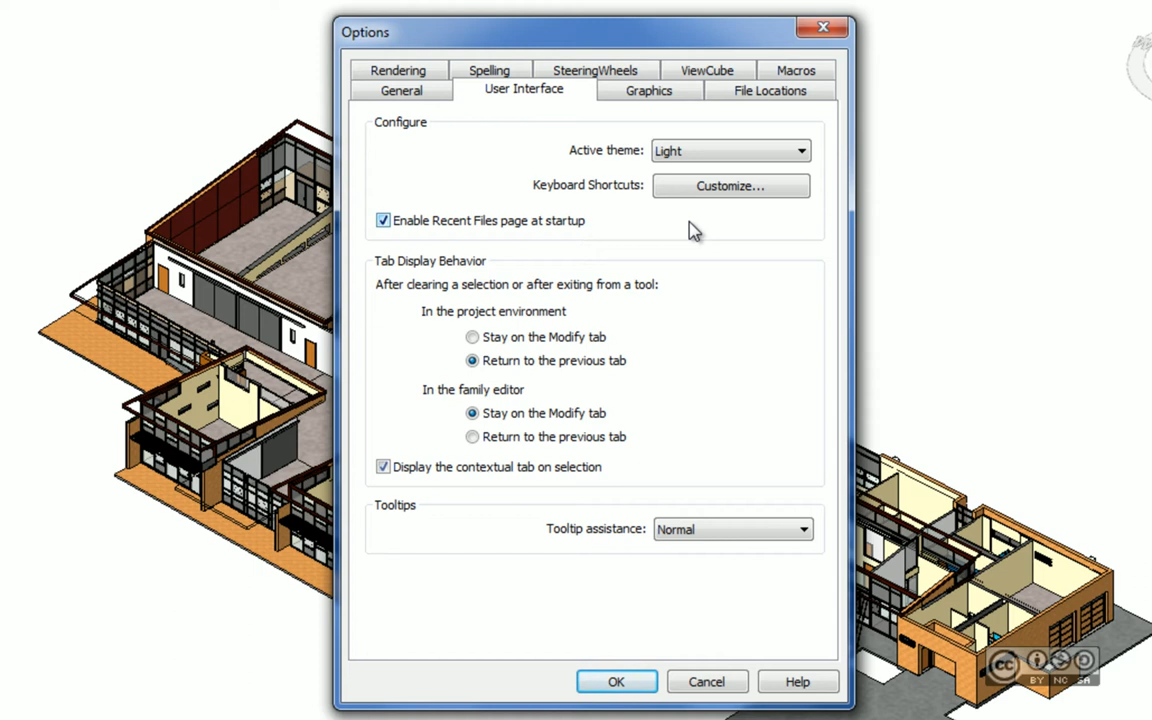 Options
Rendering
Spelling
SteeringWheels
ViewCube
Macros
General
User Interface
Graphics
File Locations
Configure
Active theme:
Light
Keyboard Shortcuts:
Customize...
Enable Recent Files page at startup
Tab Display Behavior
After clearing a selection or after exiting from a tool:
In the project environment
Stay on the Modify tab
Return to the previous tab
In the family editor
Stay on the Modify tab
Return to the previous tab
Display the contextual tab on selection
Tooltips
Tooltip assistance:
Normal
OK
Cancel
Help
cc
BY NC SA